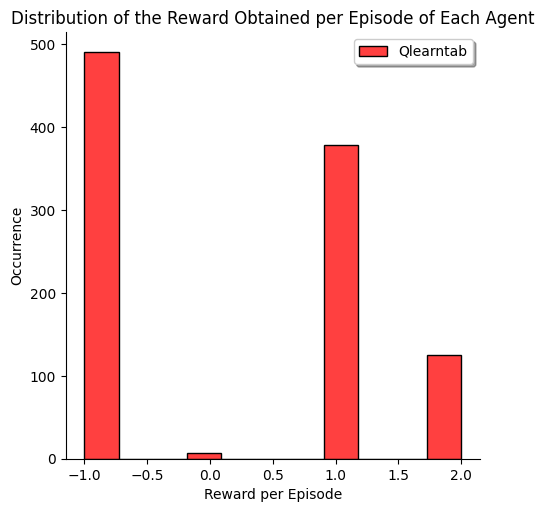 Distribution of the Reward Obtained per Episode of Each Agent
Qlearntab
500
400
300
200
100
0
Occurrence
−1.0 −0.5 0.0 0.5 1.0 1.5 2.0
Reward per Episode